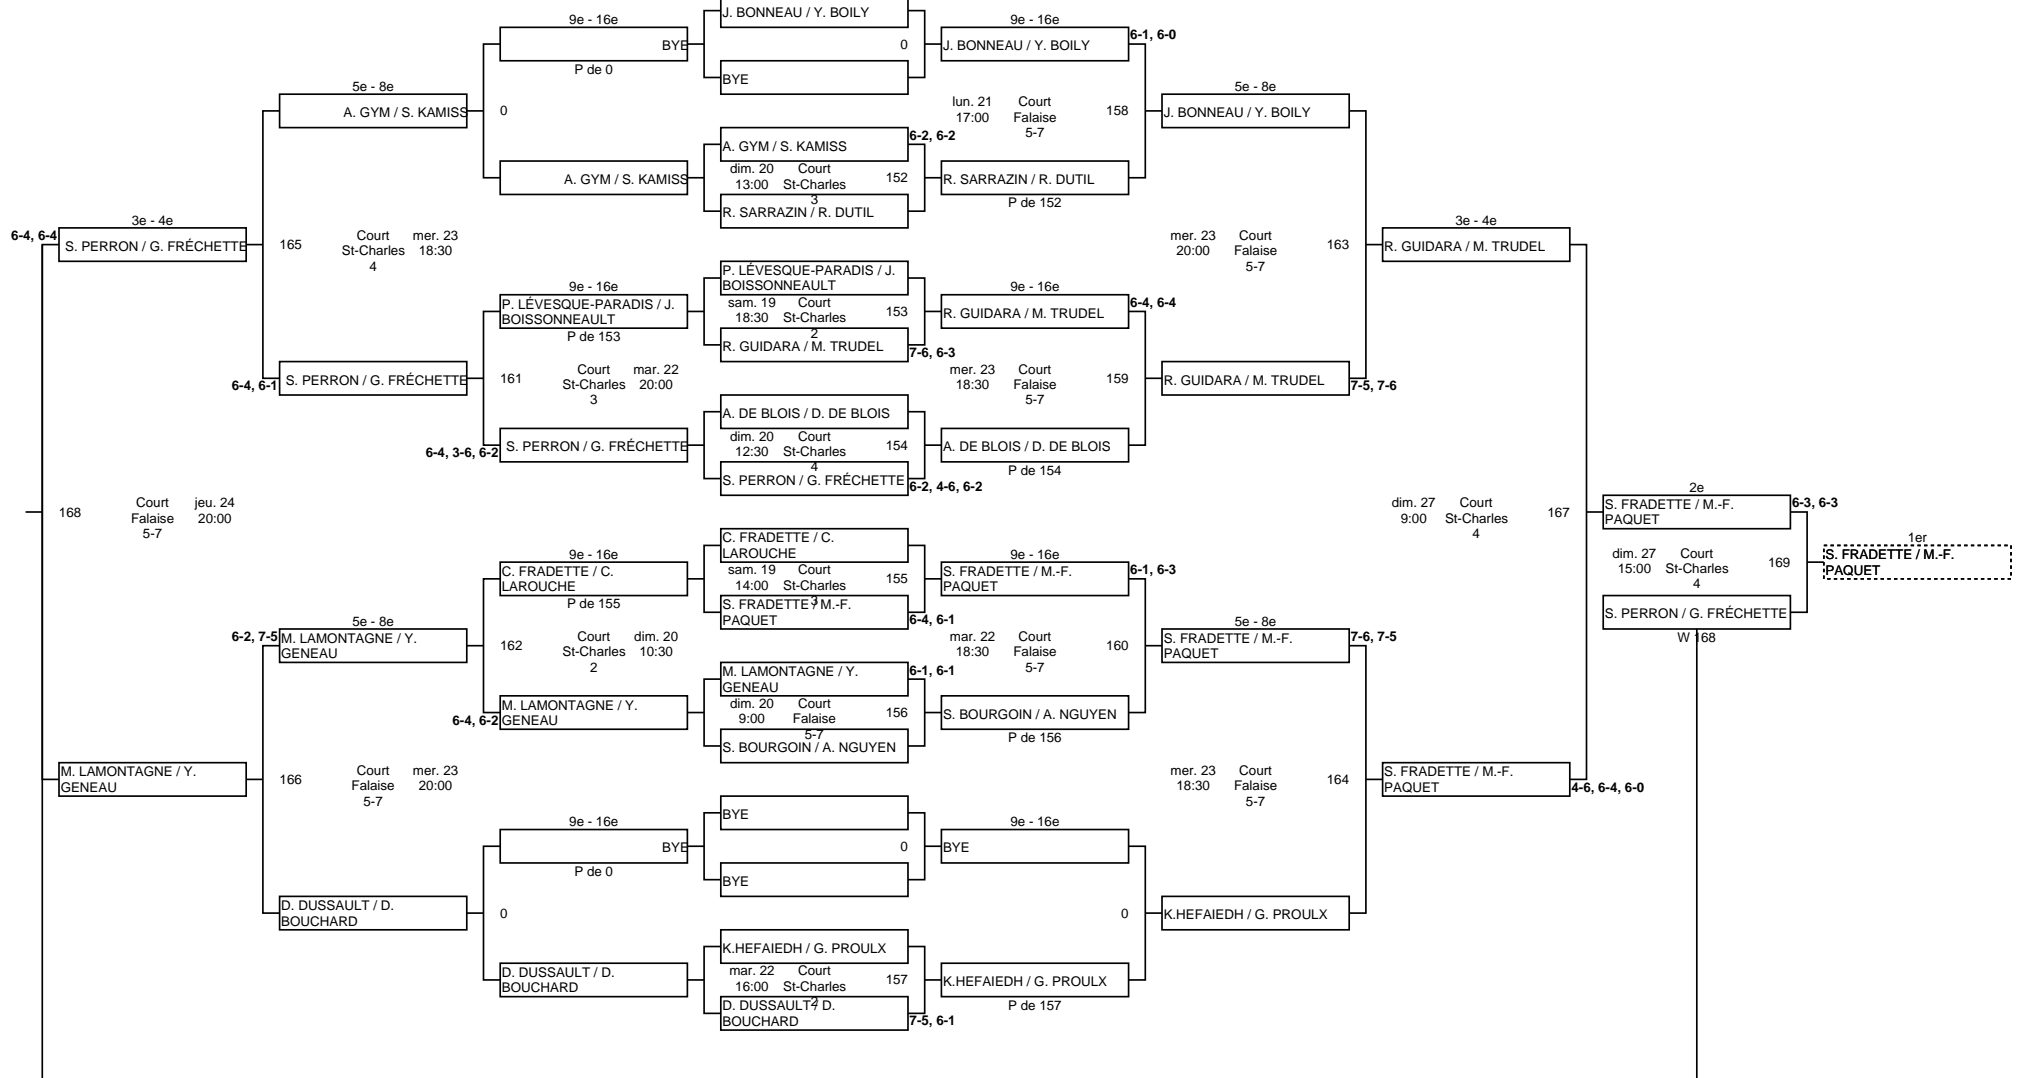 J. BONNEAU / Y. BOILY
9e - 16e
9e - 16e
6-1, 6-0
BYE
0
J. BONNEAU / Y. BOILY
P de 0
BYE
5e - 8e
5e - 8e
A. GYM / S. KAMISS
0
lun. 21 Court
17:00 Falaise
5-7
158
J. BONNEAU / Y. BOILY
6-2, 6-2
A. GYM / S. KAMISS
A. GYM / S. KAMISS
dim. 20 Court
13:00 St-Charles
3
152
R. SARRAZIN / R. DUTIL
P de 152
R. SARRAZIN / R. DUTIL
3e - 4e
3e - 4e
6-4, 6-4
S. PERRON / G. FRÉCHETTE
165
Court mer. 23
St-Charles 18:30
4
mer. 23 Court
20:00 Falaise
5-7
163
R. GUIDARA / M. TRUDEL
P. LÉVESQUE-PARADIS / J.
BOISSONNEAULT
9e - 16e
9e - 16e
P. LÉVESQUE-PARADIS / J.
BOISSONNEAULT
P de 153
sam. 19 Court
18:30 St-Charles
2
153
R. GUIDARA / M. TRUDEL
6-4, 6-4
R. GUIDARA / M. TRUDEL
7-6, 6-3
6-4, 6-1
S. PERRON / G. FRÉCHETTE
161
Court mar. 22
St-Charles 20:00
3
mer. 23 Court
18:30 Falaise
5-7
159
R. GUIDARA / M. TRUDEL
7-5, 7-6
A. DE BLOIS / D. DE BLOIS
6-4, 3-6, 6-2
S. PERRON / G. FRÉCHETTE
dim. 20 Court
12:30 St-Charles
4
154
A. DE BLOIS / D. DE BLOIS
P de 154
S. PERRON / G. FRÉCHETTE
6-2, 4-6, 6-2
168
Court jeu. 24
Falaise 20:00
5-7
dim. 27 Court
9:00 St-Charles
4
167
2e
S. FRADETTE / M.-F.
PAQUET
6-3, 6-3
dim. 27 Court
15:00 St-Charles
4
169
1er
S. FRADETTE / M.-F.
PAQUET
S. PERRON / G. FRÉCHETTE
W 168
C. FRADETTE / C.
LAROUCHE
9e - 16e
9e - 16e
C. FRADETTE / C.
LAROUCHE
P de 155
sam. 19 Court
14:00 St-Charles
3
155
S. FRADETTE / M.-F.
PAQUET
6-1, 6-3
S. FRADETTE / M.-F.
PAQUET
6-4, 6-1
5e - 8e
5e - 8e
6-2, 7-5
M. LAMONTAGNE / Y.
GENEAU
162
Court dim. 20
St-Charles 10:30
2
mar. 22 Court
18:30 Falaise
5-7
160
S. FRADETTE / M.-F.
PAQUET
7-6, 7-5
M. LAMONTAGNE / Y.
GENEAU
6-1, 6-1
6-4, 6-2
M. LAMONTAGNE / Y.
GENEAU
dim. 20 Court
9:00 Falaise
5-7
156
S. BOURGOIN / A. NGUYEN
P de 156
S. BOURGOIN / A. NGUYEN
M. LAMONTAGNE / Y.
GENEAU
166
Court mer. 23
Falaise 20:00
5-7
mer. 23 Court
18:30 Falaise
5-7
164
S. FRADETTE / M.-F.
PAQUET
4-6, 6-4, 6-0
9e - 16e
9e - 16e
BYE
BYE
0
BYE
P de 0
BYE
D. DUSSAULT / D.
BOUCHARD
0
0
K.HEFAIEDH / G. PROULX
K.HEFAIEDH / G. PROULX
D. DUSSAULT / D.
BOUCHARD
mar. 22 Court
16:00 St-Charles
2
157
K.HEFAIEDH / G. PROULX
P de 157
D. DUSSAULT / D.
BOUCHARD
7-5, 6-1